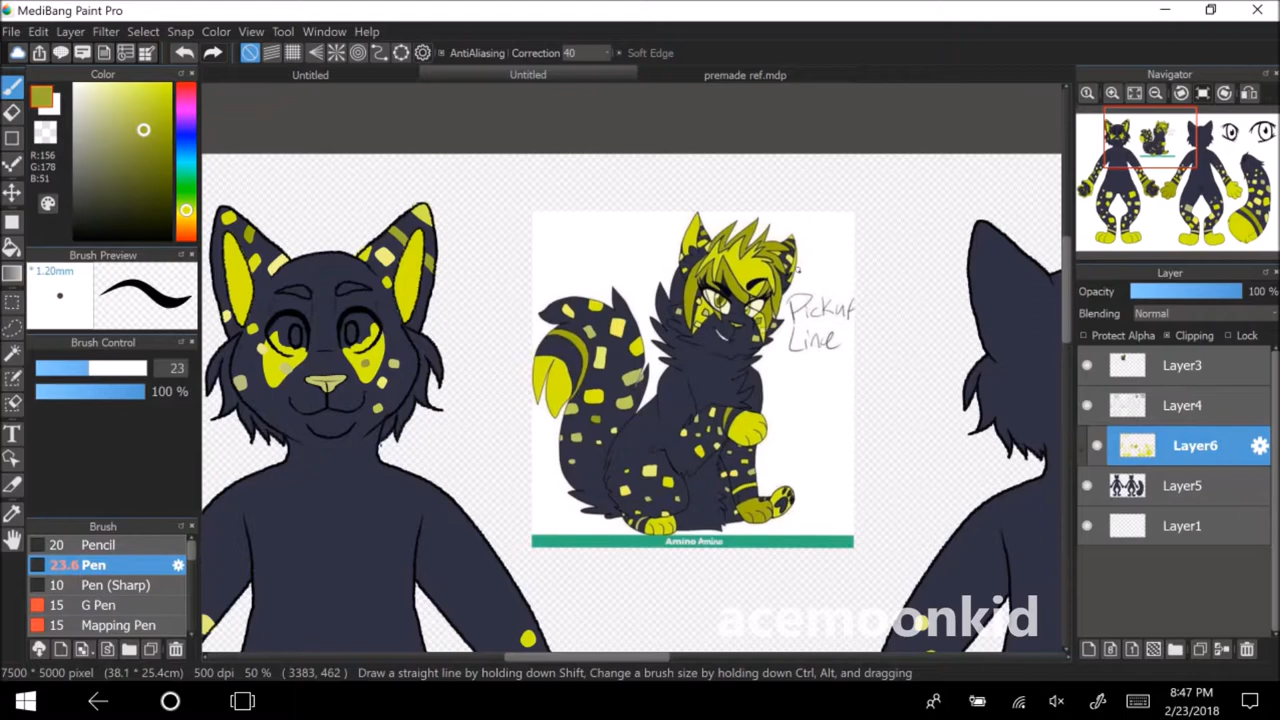 MediBang Paint Pro
File Edit Layer Filter Select Snap Color View Tool Window Help
AntiAliasing Correction 40 Soft Edge
Color Untitled Untitled premade ref.mdp Navigator
R:156
G:178
B:51
Brush Preview
* 1.20mm
Brush Control
23
100 %
Brush
20 Pencil
23.6 Pen
10 Pen (Sharp)
15 G Pen
15 Mapping Pen
Pickup
Line
Amino Amino
acemoonkid
Layer
Opacity 100 %
Blending Normal
Protect Alpha Clipping Lock
Layer3
Layer4
Layer6
Layer5
Layer1
7500 * 5000 pixel (38.1 * 25.4cm) 500 dpi 50 % ( 3383, 462 ) Draw a straight line by holding down Shift, Change a brush size by holding down Ctrl, Alt, and dragging
8:47 PM
2/23/2018